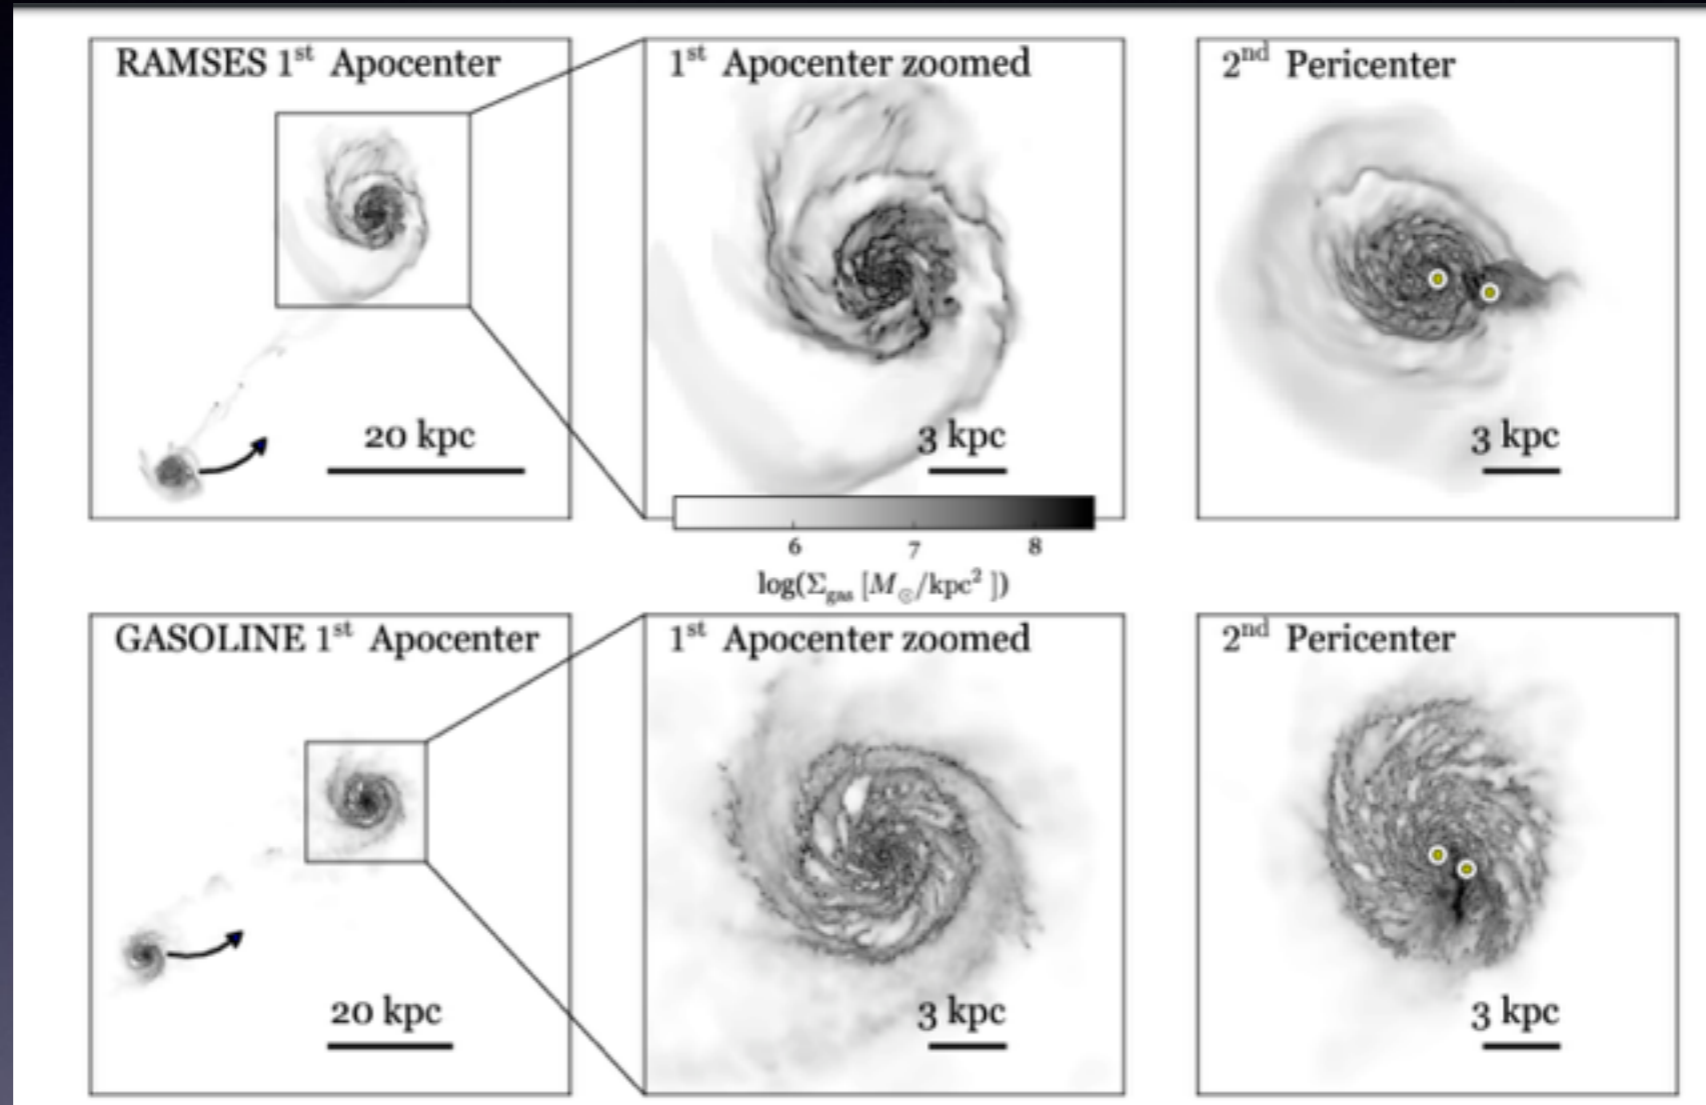 RAMSES 1st Apocenter
1st Apocenter zoomed
2nd Pericenter
20 kpc
3 kpc
3 kpc
6 7 8
log(Σgas [M☉/kpc²])
GASOLINE 1st Apocenter
1st Apocenter zoomed
2nd Pericenter
20 kpc
3 kpc
3 kpc